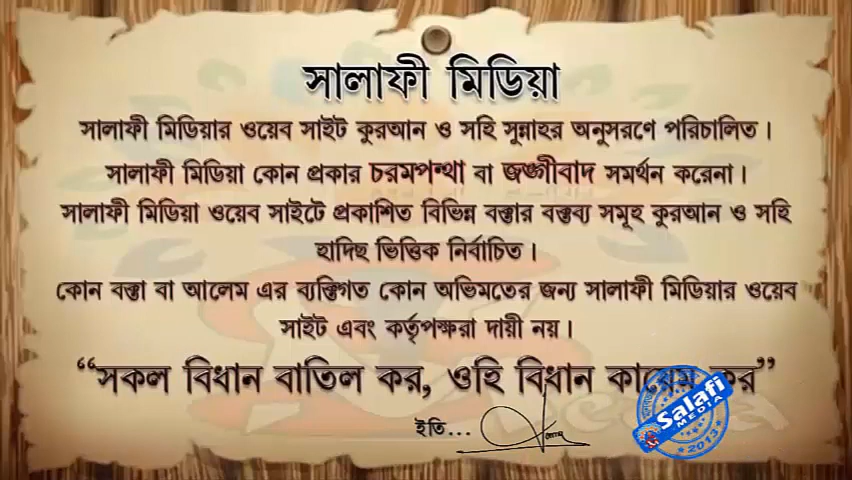 সালাফী মিডিয়া
সালাফী মিডিয়ার ওয়েব সাইট কুরআন ও সহি সুন্নাহর অনুসরণে পরিচালিত।
সালাফী মিডিয়া কোন প্রকার চরমপন্থা বা জঙ্গীবাদ সমর্থন করেনা।
সালাফী মিডিয়া ওয়েব সাইটে প্রকাশিত বিভিন্ন বক্তার বক্তব্য সমূহ কুরআন ও সহি
হাদিছ ভিত্তিক নির্বাচিত।
কোন বক্তা বা আলেম এর ব্যক্তিগত কোন অভিমতের জন্য সালাফী মিডিয়ার ওয়েব
সাইট এবং কর্তৃপক্ষরা দায়ী নয়।
“সকল বিধান বাতিল কর, ওহি বিধান কায়েম কর”
ইতি...
Salafi
MEDIA
2013